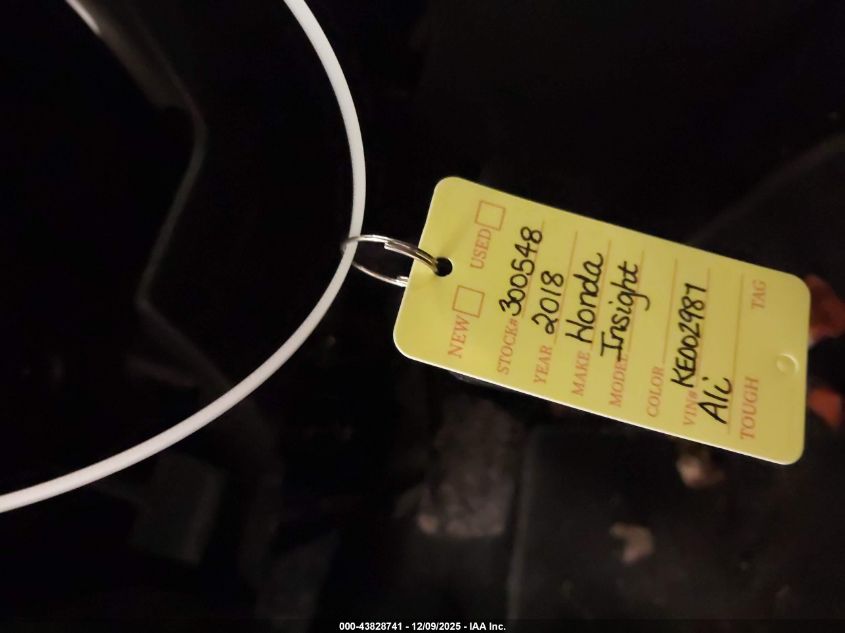 NEW USED
STOCK# 300548
YEAR 2018
MAKE Honda
MODEL Insight
COLOR
VIN# KE002981
Ali
TOUGH TAG
000-43828741 - 12/09/2025 - IAA Inc.